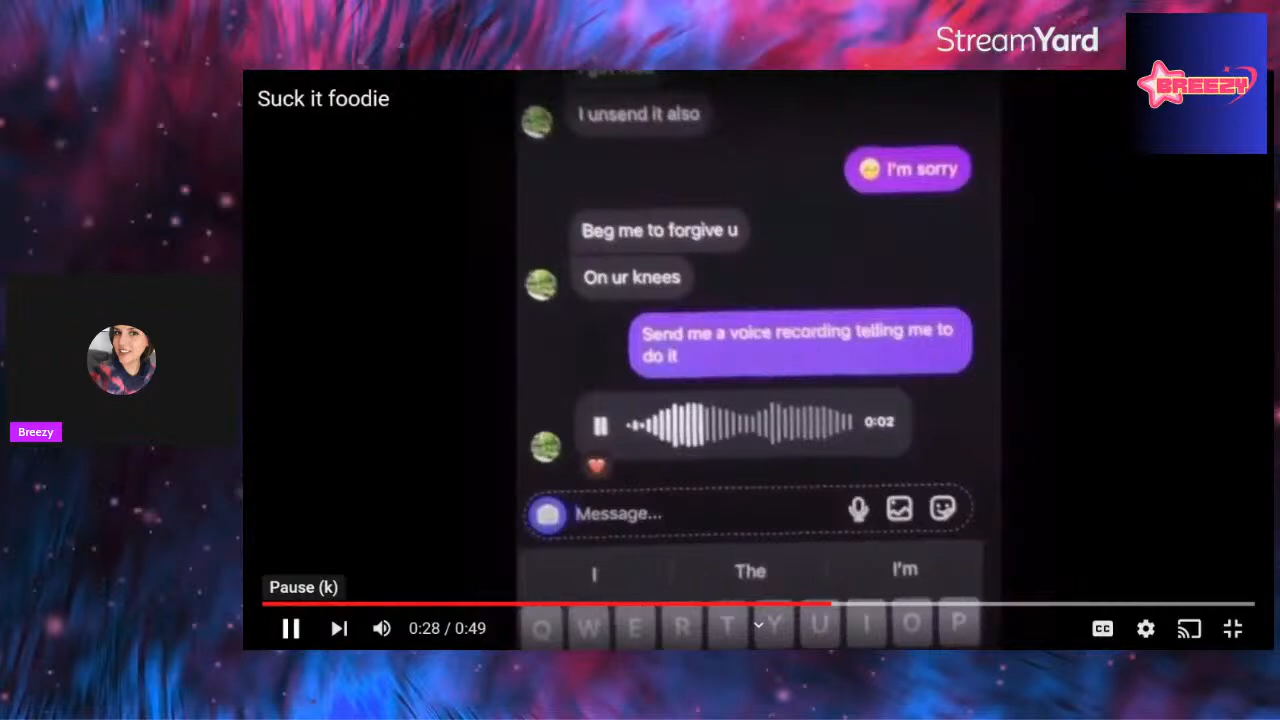 StreamYard
BREEZY
Suck it foodie
I unsend it also
I'm sorry
Beg me to forgive u
On ur knees
Send me a voice recording telling me to
do it
0:02
Message...
I The I'm
Q W E R T Y U I O P
Pause (k)
0:28 / 0:49
CC
Breezy